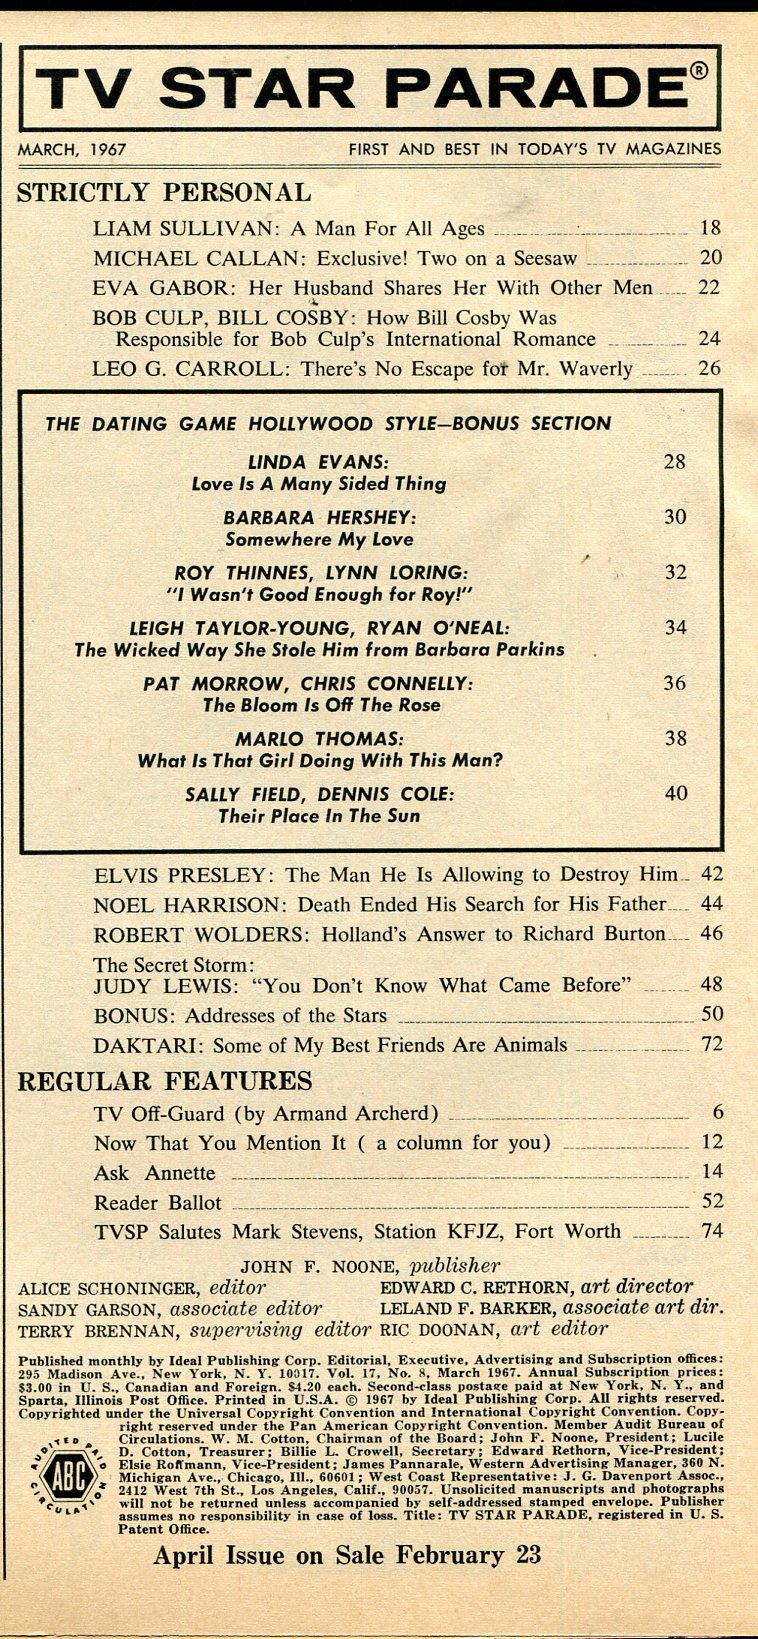 TV STAR PARADE®
MARCH, 1967 FIRST AND BEST IN TODAY'S TV MAGAZINES
STRICTLY PERSONAL
LIAM SULLIVAN: A Man For All Ages 18
MICHAEL CALLAN: Exclusive! Two on a Seesaw 20
EVA GABOR: Her Husband Shares Her With Other Men 22
BOB CULP, BILL COSBY: How Bill Cosby Was
Responsible for Bob Culp's International Romance 24
LEO G. CARROLL: There's No Escape for Mr. Waverly 26
THE DATING GAME HOLLYWOOD STYLE—BONUS SECTION
LINDA EVANS: 28
Love Is A Many Sided Thing
BARBARA HERSHEY: 30
Somewhere My Love
ROY THINNES, LYNN LORING: 32
"I Wasn't Good Enough for Roy!"
LEIGH TAYLOR-YOUNG, RYAN O'NEAL: 34
The Wicked Way She Stole Him from Barbara Parkins
PAT MORROW, CHRIS CONNELLY: 36
The Bloom Is Off The Rose
MARLO THOMAS: 38
What Is That Girl Doing With This Man?
SALLY FIELD, DENNIS COLE: 40
Their Place In The Sun
ELVIS PRESLEY: The Man He Is Allowing to Destroy Him 42
NOEL HARRISON: Death Ended His Search for His Father 44
ROBERT WOLDERS: Holland's Answer to Richard Burton 46
The Secret Storm:
JUDY LEWIS: "You Don't Know What Came Before" 48
BONUS: Addresses of the Stars 50
DAKTARI: Some of My Best Friends Are Animals 72
REGULAR FEATURES
TV Off-Guard (by Armand Archerd) 6
Now That You Mention It ( a column for you) 12
Ask Annette 14
Reader Ballot 52
TVSP Salutes Mark Stevens, Station KFJZ, Fort Worth 74
JOHN F. NOONE, publisher
ALICE SCHONINGER, editor EDWARD C. RETHORN, art director
SANDY GARSON, associate editor LELAND F. BARKER, associate art dir.
TERRY BRENNAN, supervising editor RIC DOONAN, art editor
Published monthly by Ideal Publishing Corp. Editorial, Executive, Advertising and Subscription offices:
295 Madison Ave., New York, N. Y. 10017. Vol. 17, No. 8, March 1967. Annual Subscription prices:
$3.00 in U. S., Canadian and Foreign. $4.20 each. Second-class postage paid at New York, N. Y., and
Sparta, Illinois Post Office. Printed in U.S.A. © 1967 by Ideal Publishing Corp. All rights reserved.
Copyrighted under the Universal Copyright Convention and International Copyright Convention. Copy-
right reserved under the Pan American Copyright Convention. Member Audit Bureau of
Circulations. W. M. Cotton, Chairman of the Board; John F. Noone, President; Lucile
D. Cotton, Treasurer; Billie L. Crowell, Secretary; Edward Rethorn, Vice-President;
Elsie Roffmann, Vice-President; James Pannarale, Western Advertising Manager, 360 N.
Michigan Ave., Chicago, Ill., 60601; West Coast Representative: J. G. Davenport Assoc.,
2412 West 7th St., Los Angeles, Calif., 90057. Unsolicited manuscripts and photographs
will not be returned unless accompanied by self-addressed stamped envelope. Publisher
assumes no responsibility in case of loss. Title: TV STAR PARADE, registered in U. S.
Patent Office.
AUDITED PAID
ABC
CIRCULATION
April Issue on Sale February 23